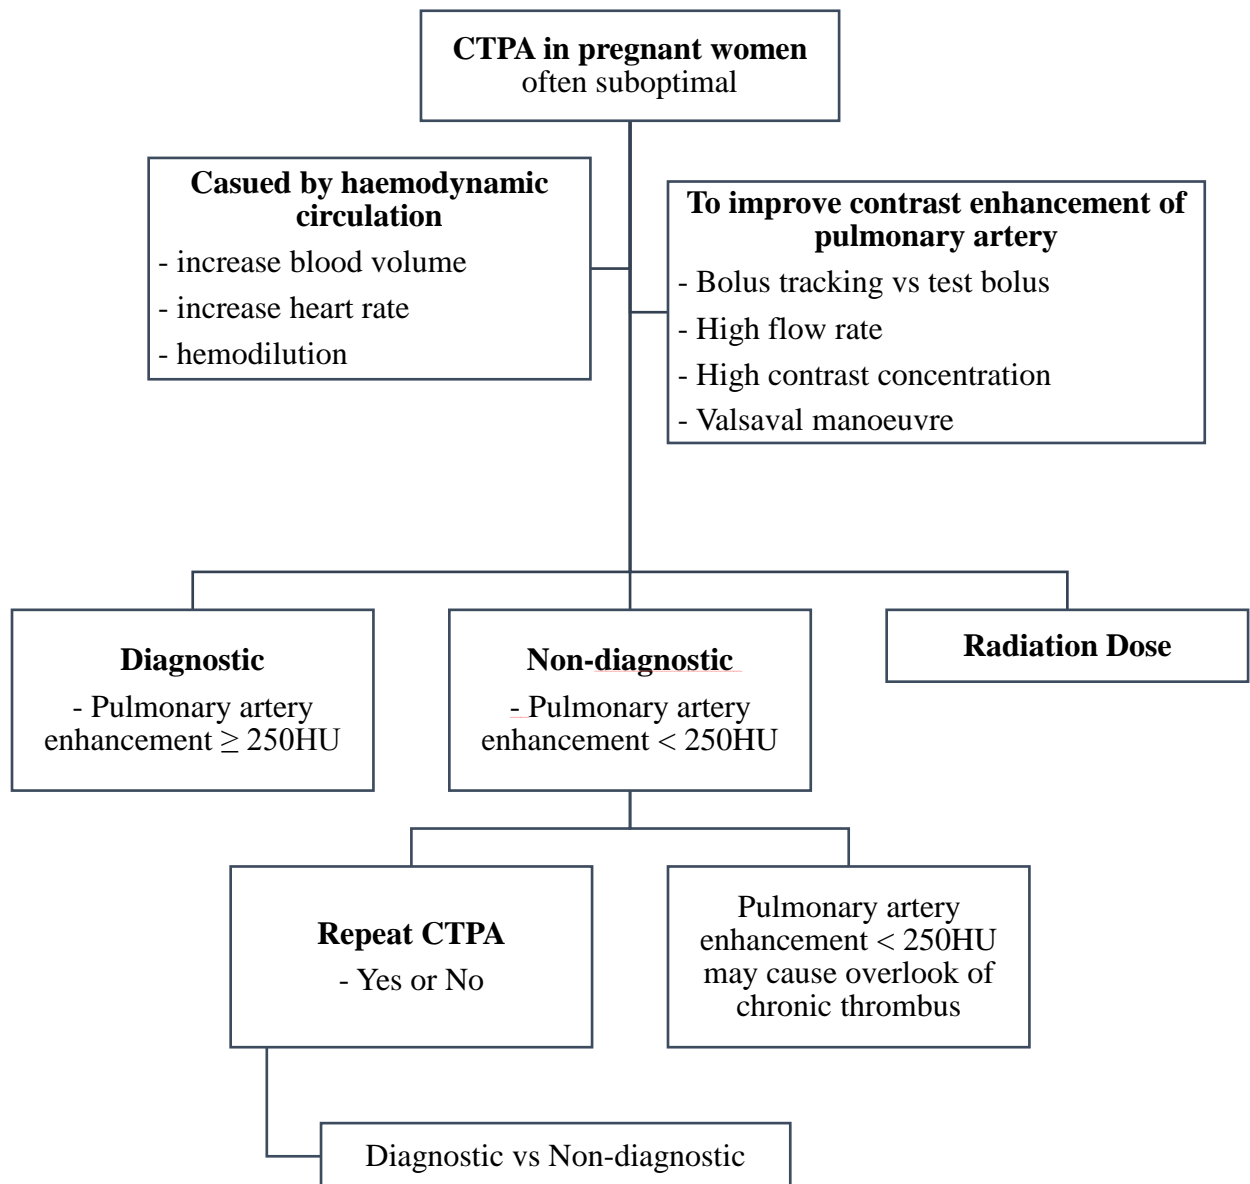 CTPA in pregnant women
often suboptimal
Casued by haemodynamic
circulation
- increase blood volume
- increase heart rate
- hemodilution
To improve contrast enhancement of
pulmonary artery
- Bolus tracking vs test bolus
- High flow rate
- High contrast concentration
- Valsaval manoeuvre
Diagnostic
- Pulmonary artery
enhancement ≥ 250HU
Non-diagnostic
- Pulmonary artery
enhancement < 250HU
Radiation Dose
Repeat CTPA
- Yes or No
Pulmonary artery
enhancement < 250HU
may cause overlook of
chronic thrombus
Diagnostic vs Non-diagnostic